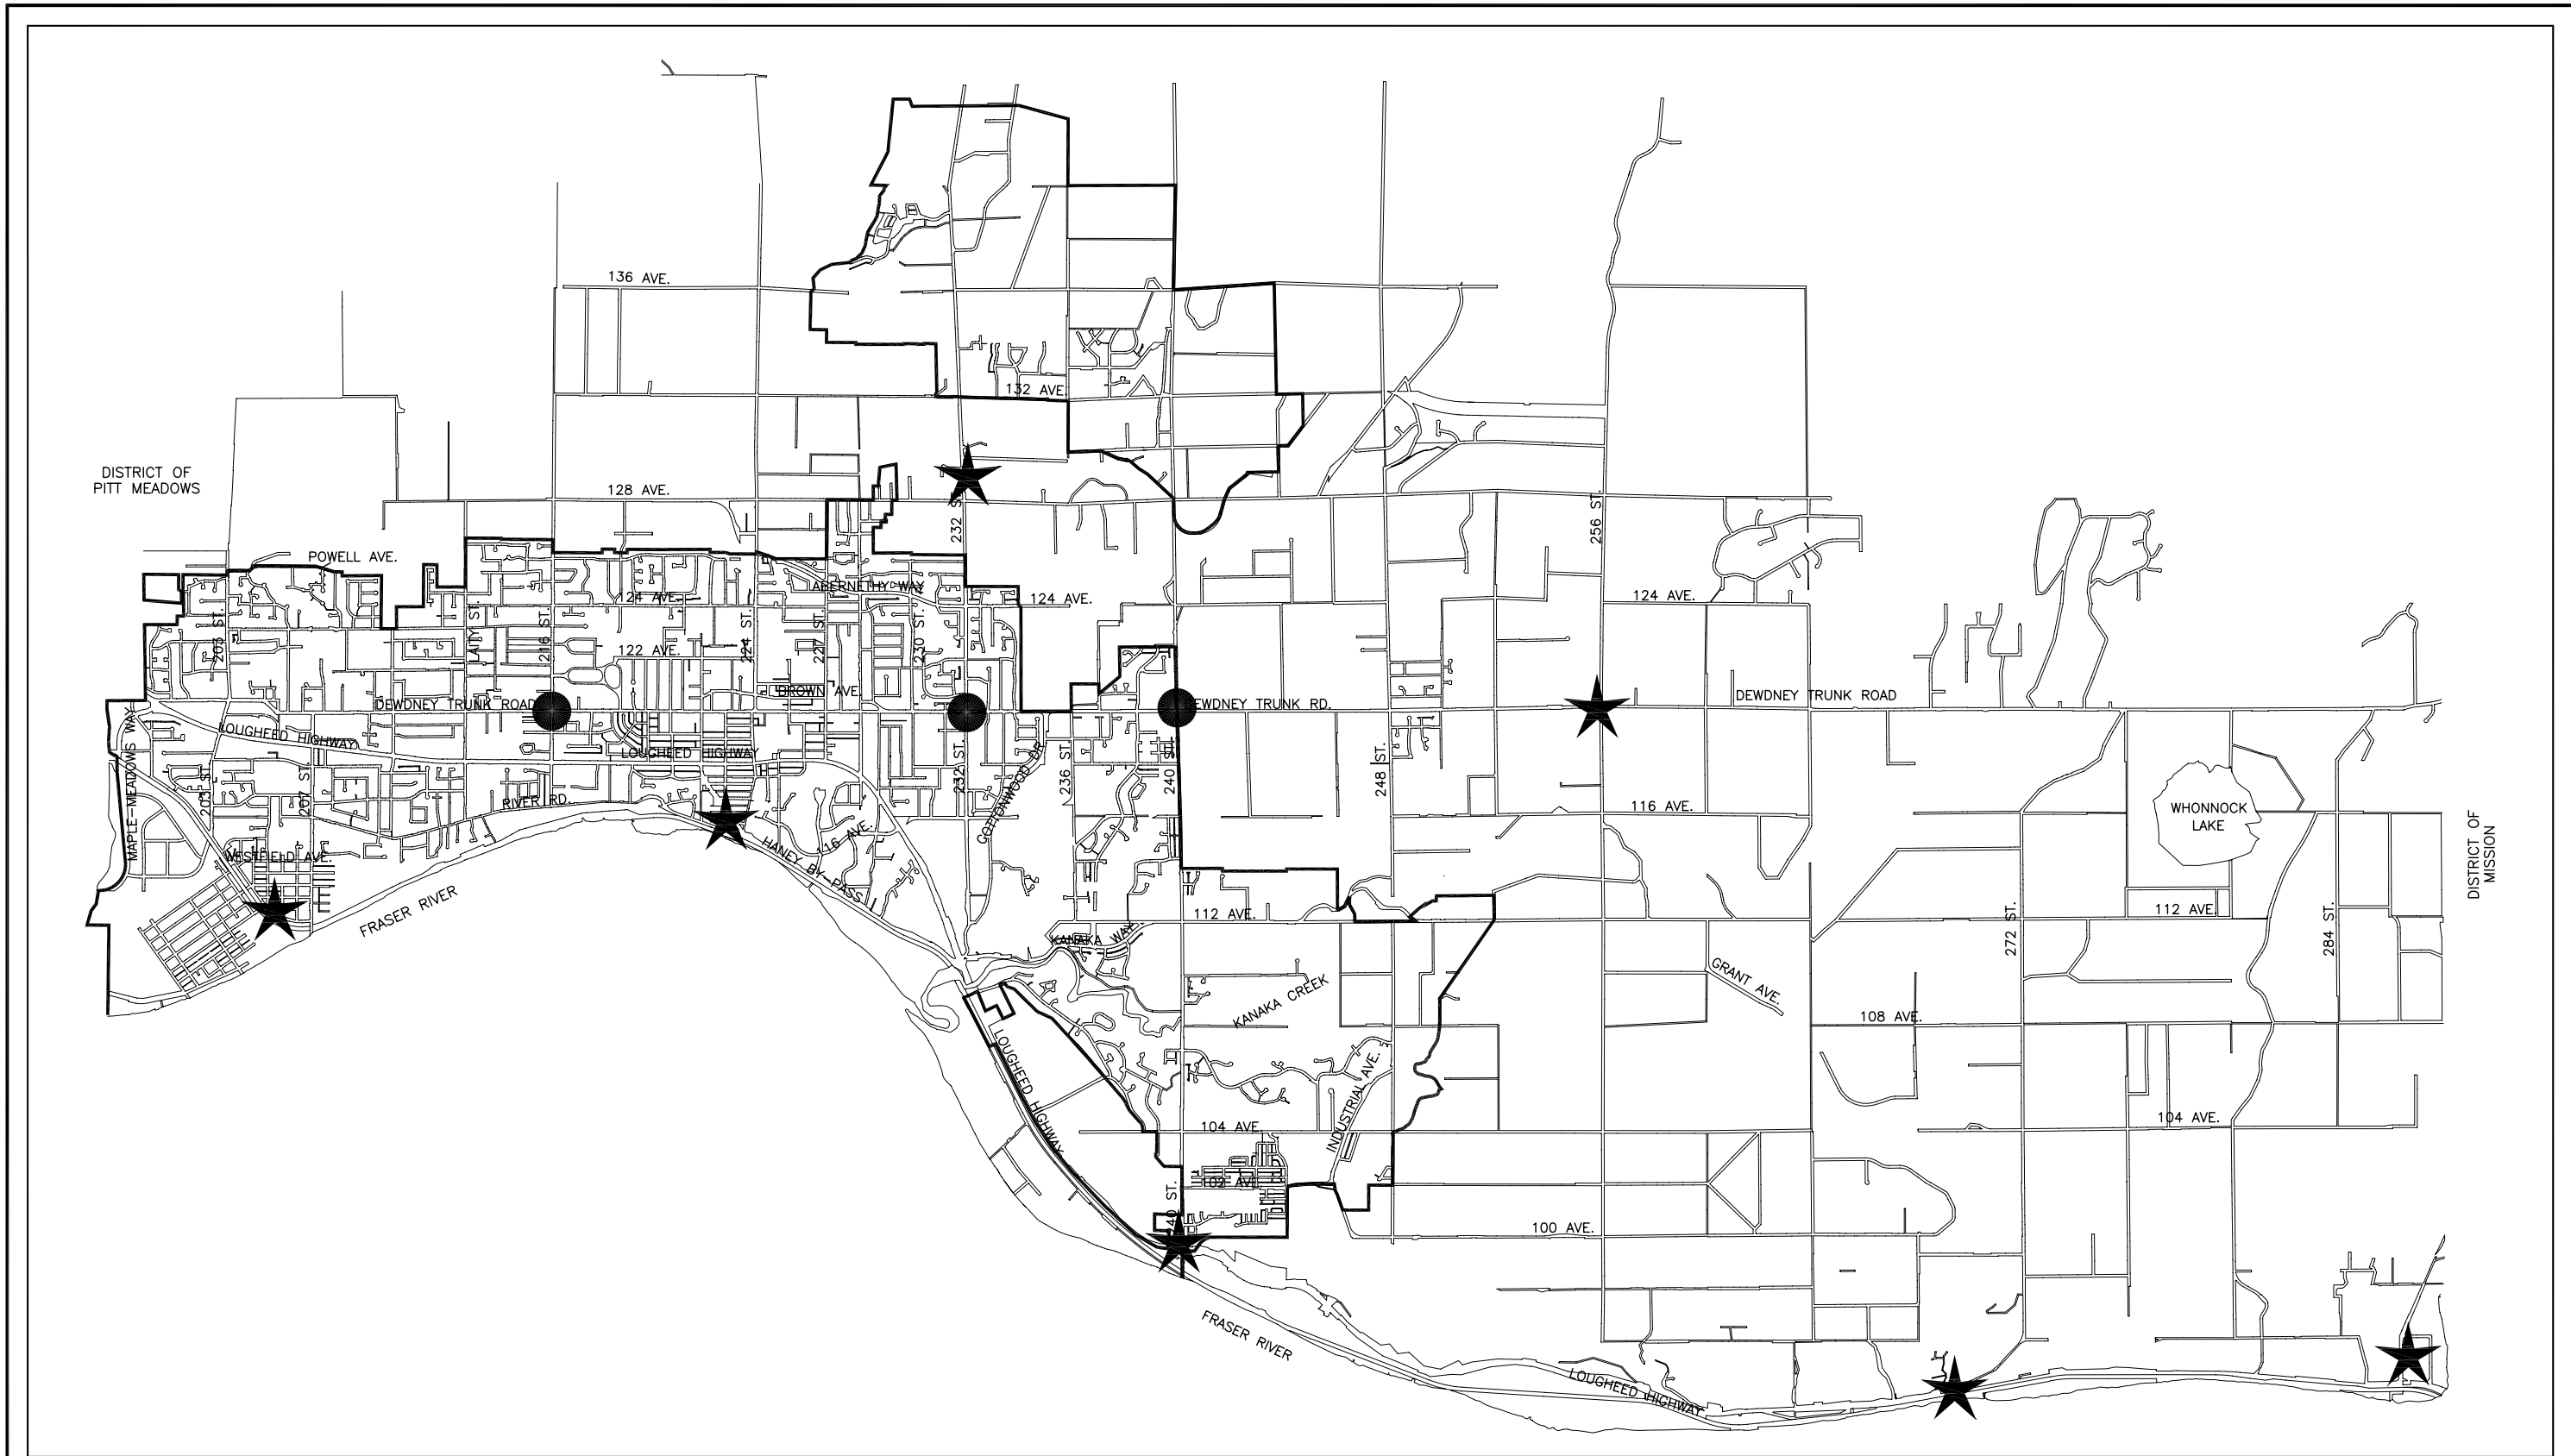 136 AVE.
132 AVE.
DISTRICT OF
PITT MEADOWS
128 AVE.
232 ST.
256 ST.
POWELL AVE.
ABERNETHY WAY
124 AVE.
124 AVE.
124 AVE.
203 ST.
LAITY ST.
216 ST.
224 ST.
227 ST.
230 ST.
122 AVE.
BROWN AVE.
DEWDNEY TRUNK ROAD
DEWDNEY TRUNK RD.
DEWDNEY TRUNK ROAD
MAPLE-MEADOWS WAY
LOUGHEED HIGHWAY
LOUGHEED HIGHWAY
203 ST.
207 ST.
232 ST.
COTTONWOOD DR.
236 ST.
240 ST.
248 ST.
RIVER RD.
116 AVE.
WHONNOCK
LAKE
DISTRICT OF
MISSION
HANEY BY-PASS
116 AVE.
WESTFIELD AVE.
FRASER RIVER
112 AVE.
112 AVE.
272 ST.
284 ST.
KANAKA WAY
KANAKA CREEK
GRANT AVE.
108 AVE.
LOUGHEED HIGHWAY
INDUSTRIAL AVE.
104 AVE.
104 AVE.
102 AVE.
240 ST.
100 AVE.
FRASER RIVER
LOUGHEED HIGHWAY